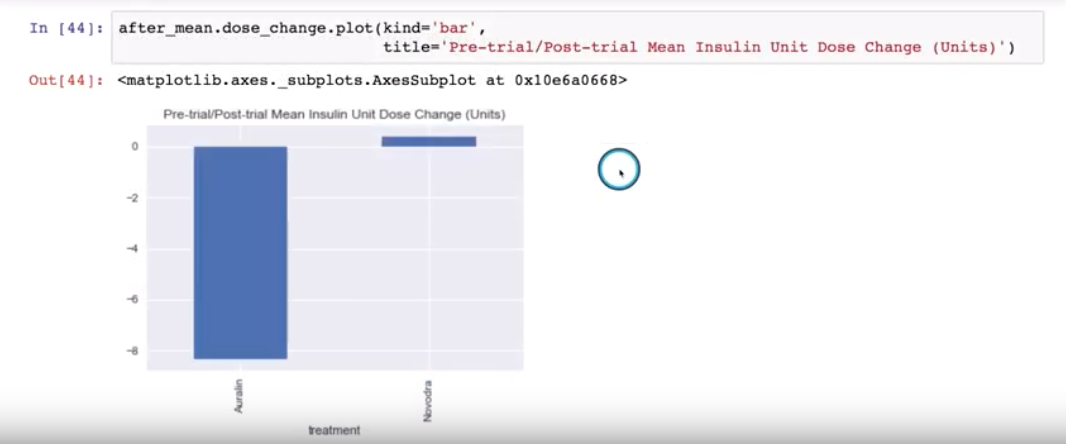 In [44]: after_mean.dose_change.plot(kind='bar',
title='Pre-trial/Post-trial Mean Insulin Unit Dose Change (Units)')
Out[44]: <matplotlib.axes._subplots.AxesSubplot at 0x10e6a0668>
Pre-trial/Post-trial Mean Insulin Unit Dose Change (Units)
0
−2
−4
−6
−8
Auralin
Novodra
treatment